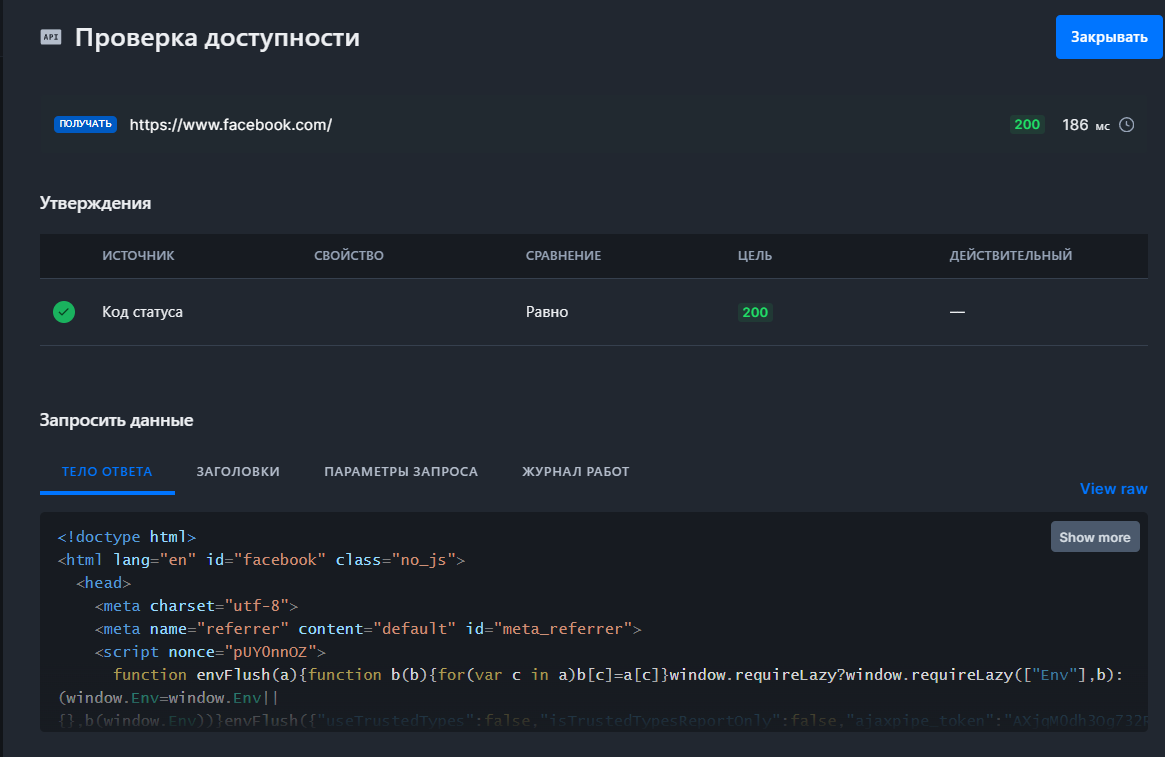 API Проверка доступности
Закрывать
ПОЛУЧАТЬ https://www.facebook.com/ 200 186 мс
Утверждения
ИСТОЧНИК СВОЙСТВО СРАВНЕНИЕ ЦЕЛЬ ДЕЙСТВИТЕЛЬНЫЙ
Код статуса Равно 200 —
Запросить данные
ТЕЛО ОТВЕТА ЗАГОЛОВКИ ПАРАМЕТРЫ ЗАПРОСА ЖУРНАЛ РАБОТ
View raw
Show more
<!doctype html>
<html lang="en" id="facebook" class="no_js">
<head>
<meta charset="utf-8">
<meta name="referrer" content="default" id="meta_referrer">
<script nonce="pUYOnnOZ">
function envFlush(a){function b(b){for(var c in a)b[c]=a[c]}window.requireLazy?window.requireLazy(["Env"],b):
(window.Env=window.Env||
{},b(window.Env))}envFlush({"useTrustedTypes":false,"isTrustedTypesReportOnly":false,"ajaxpipe_token":